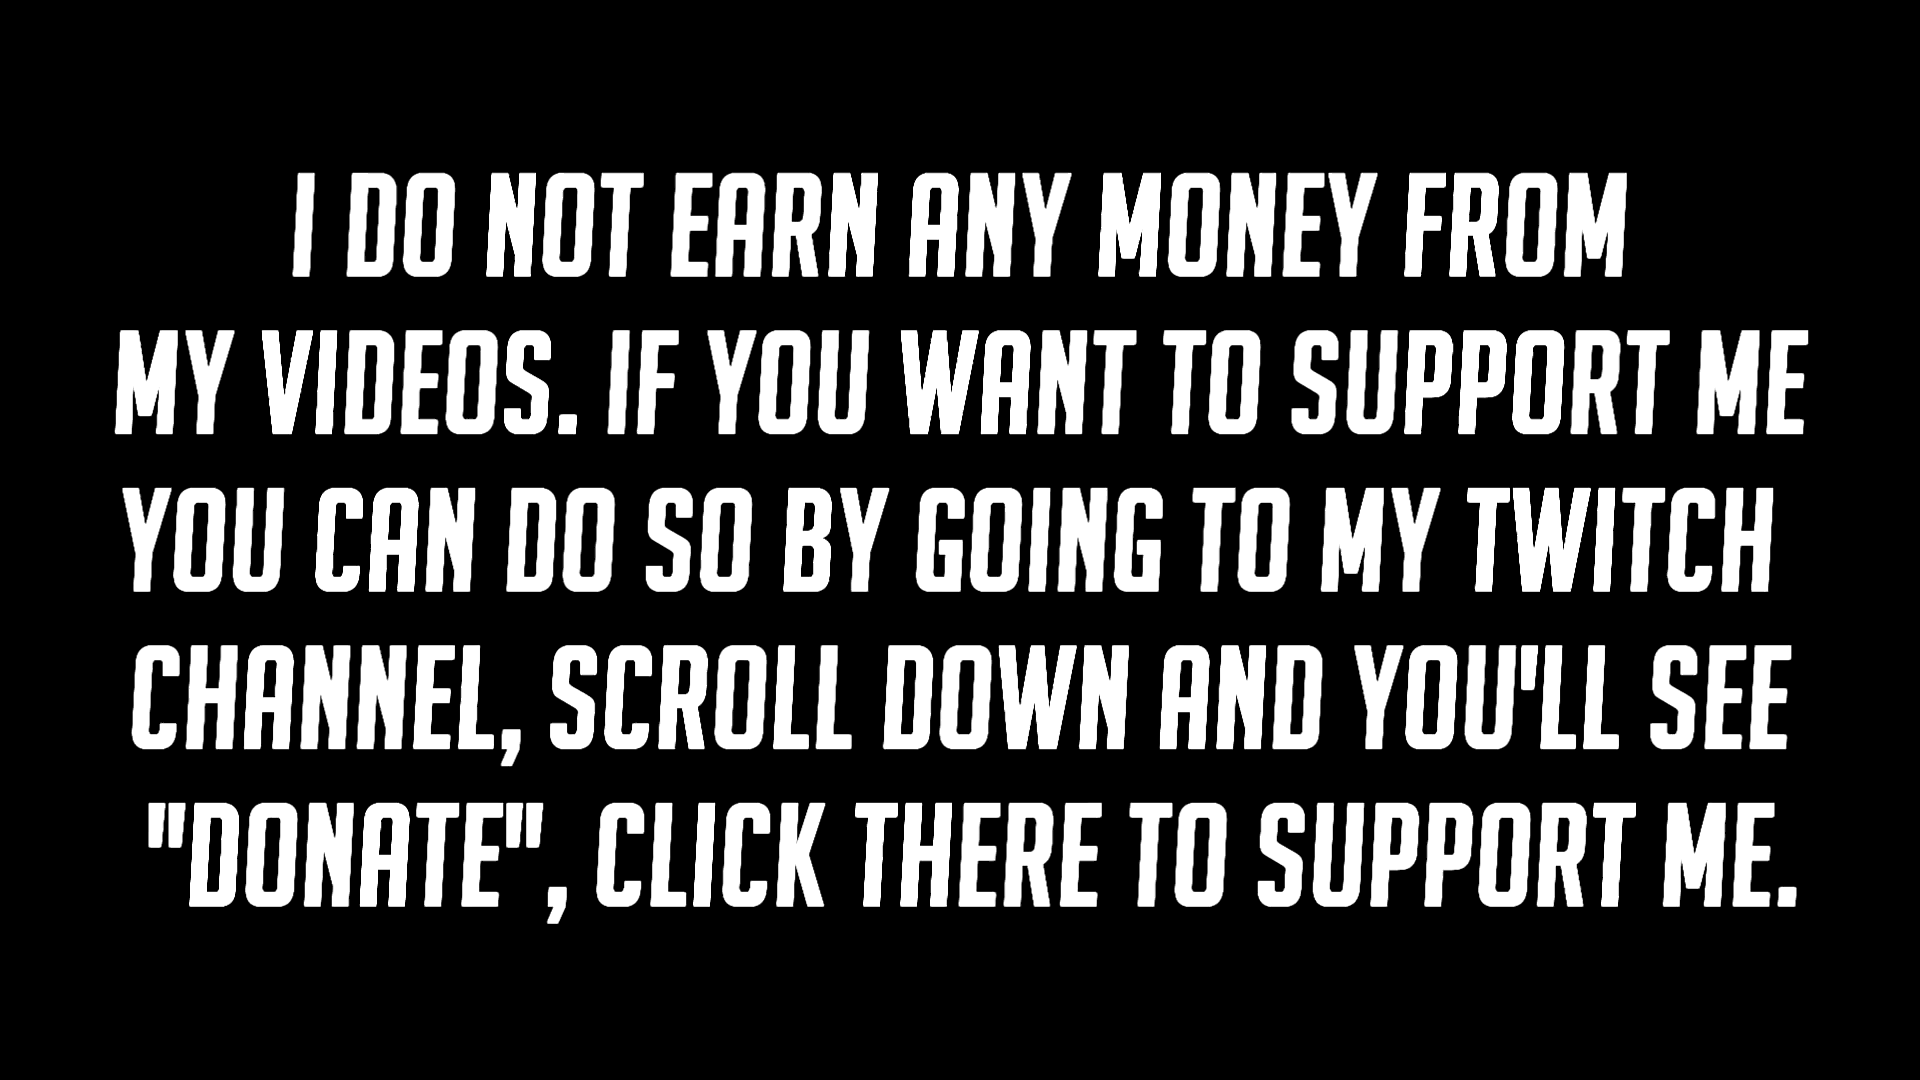 I DO NOT EARN ANY MONEY FROM
MY VIDEOS. IF YOU WANT TO SUPPORT ME
YOU CAN DO SO BY GOING TO MY TWITCH
CHANNEL, SCROLL DOWN AND YOU'LL SEE
"DONATE", CLICK THERE TO SUPPORT ME.